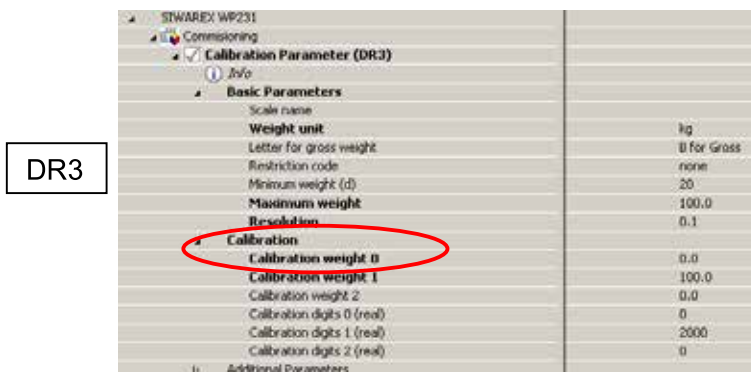 SIWAREX WP231
Commisioning
Calibration Parameter (DR3)
Info
Basic Parameters
Scale name
Weight unit kg
Letter for gross weight B for Gross
DR3
Restriction code none
Minimum weight (d) 20
Maximum weight 100.0
Resolution 0.1
Calibration
Calibration weight 0 0.0
Calibration weight 1 100.0
Calibration weight 2 0.0
Calibration digits 0 (real) 0
Calibration digits 1 (real) 2000
Calibration digits 2 (real) 0
Additional Parameters